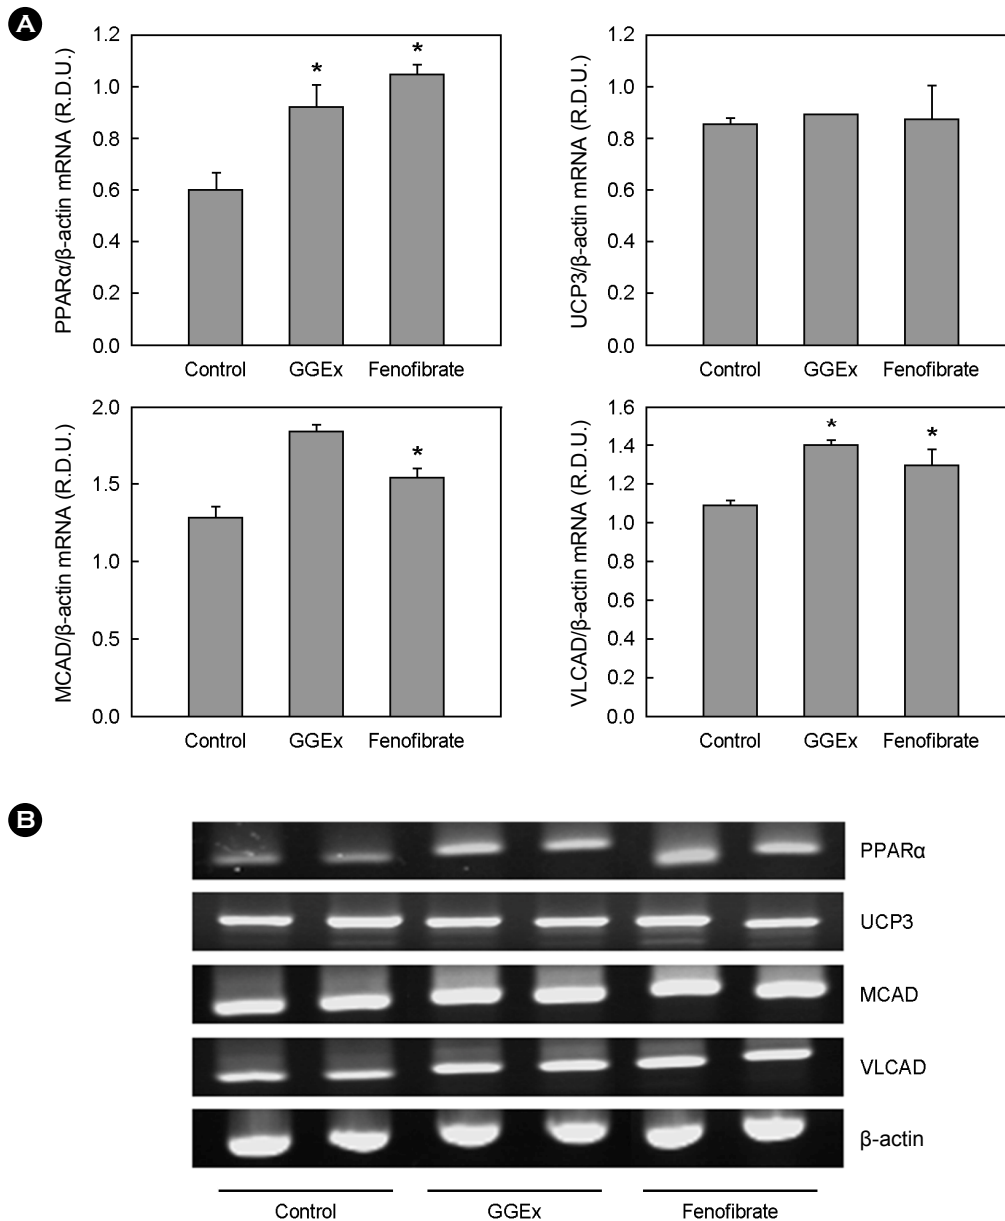 A
PPARα/β-actin mRNA (R.D.U.)
1.2
1.0
0.8
0.6
0.4
0.2
0.0
*
*
Control GGEx Fenofibrate
UCP3/β-actin mRNA (R.D.U.)
1.2
1.0
0.8
0.6
0.4
0.2
0.0
Control GGEx Fenofibrate
MCAD/β-actin mRNA (R.D.U.)
2.0
1.5
1.0
0.5
0.0
*
Control GGEx Fenofibrate
VLCAD/β-actin mRNA (R.D.U.)
1.6
1.4
1.2
1.0
0.8
0.6
0.4
0.2
0.0
*
*
Control GGEx Fenofibrate
B
PPARα
UCP3
MCAD
VLCAD
β-actin
Control GGEx Fenofibrate